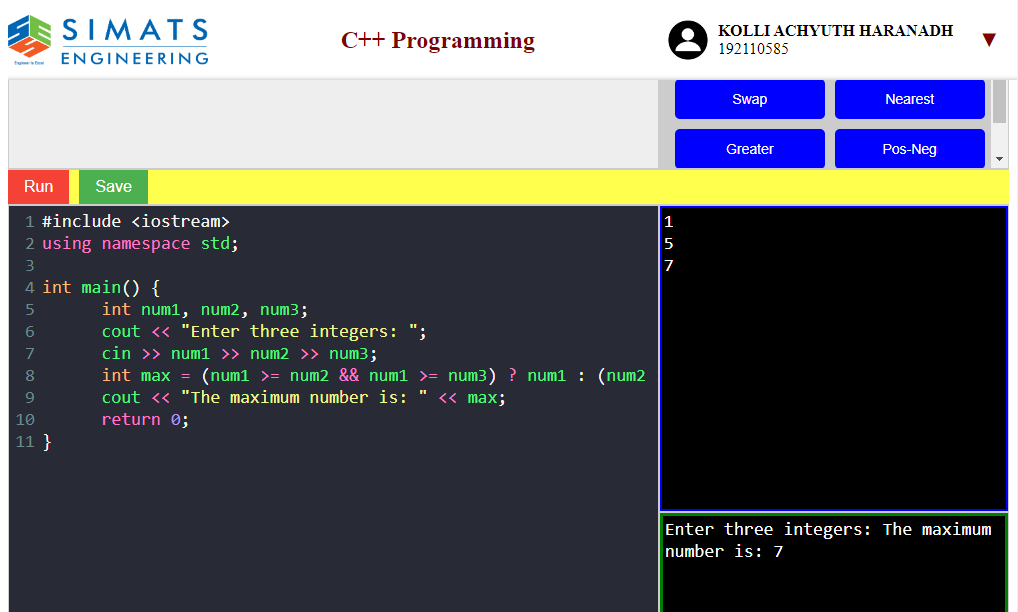 SIMATS
ENGINEERING
Engineer to Excel
C++ Programming
KOLLI ACHYUTH HARANADH
192110585
Swap
Nearest
Greater
Pos-Neg
Run
Save
1 #include <iostream>
2 using namespace std;
3
4 int main() {
5 int num1, num2, num3;
6 cout << "Enter three integers: ";
7 cin >> num1 >> num2 >> num3;
8 int max = (num1 >= num2 && num1 >= num3) ? num1 : (num2
9 cout << "The maximum number is: " << max;
10 return 0;
11 }
1
5
7
Enter three integers: The maximum
number is: 7